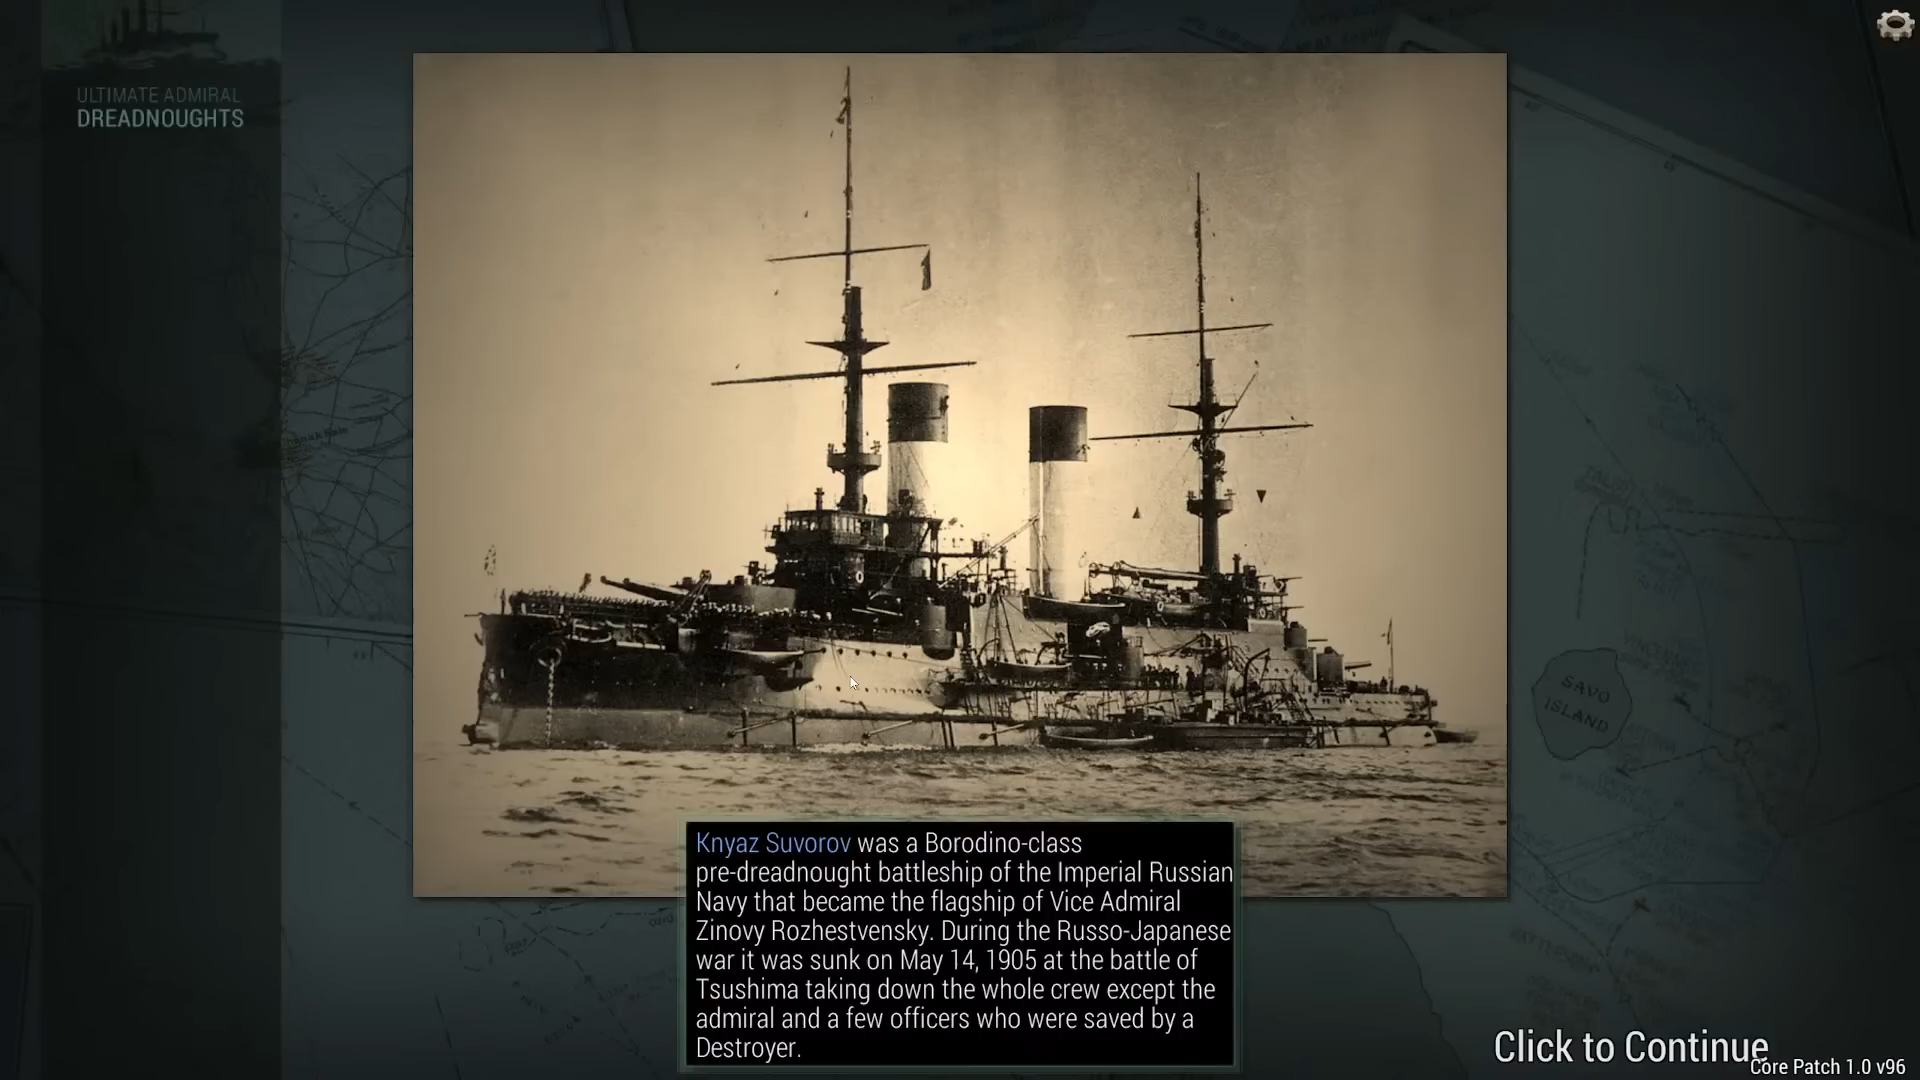 ULTIMATE ADMIRAL
DREADNOUGHTS
SAVO
ISLAND
Knyaz Suvorov was a Borodino-class
pre-dreadnought battleship of the Imperial Russian
Navy that became the flagship of Vice Admiral
Zinovy Rozhestvensky. During the Russo-Japanese
war it was sunk on May 14, 1905 at the battle of
Tsushima taking down the whole crew except the
admiral and a few officers who were saved by a
Destroyer.
Click to Continue
Core Patch 1.0 v96